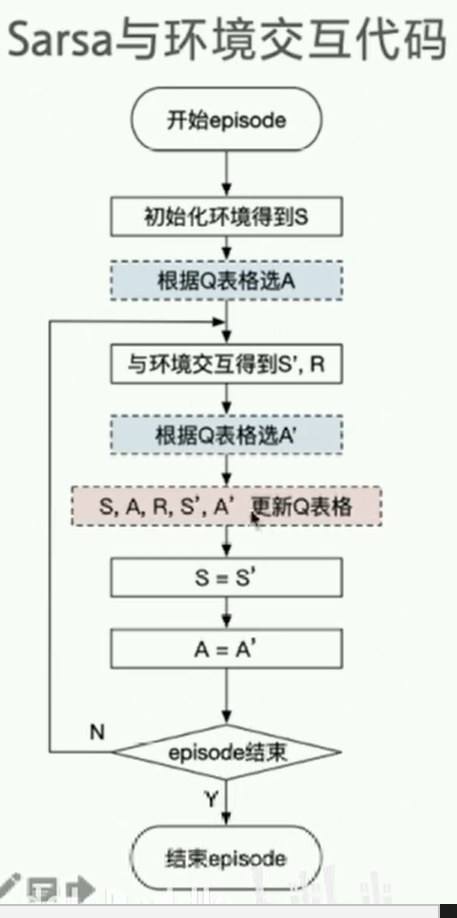 Sarsa与环境交互代码
开始episode
初始化环境得到S
根据Q表格选A
与环境交互得到S’, R
根据Q表格选A’
S, A, R, S’, A’ 更新Q表格
S = S’
A = A’
N
episode结束
Y
结束episode